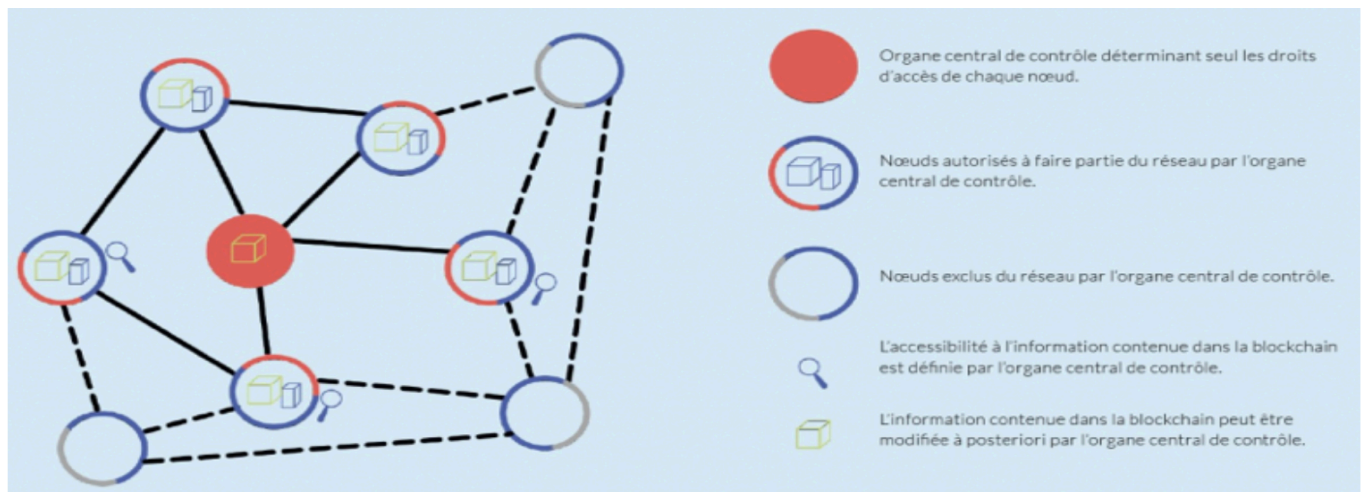 Organe central de contrôle déterminant seul les droits
d'accès de chaque nœud.
Nœuds autorisés à faire partie du réseau par l'organe
central de contrôle.
Nœuds exclus du réseau par l'organe central de contrôle.
L'accessibilité à l'information contenue dans la blockchain
est définie par l'organe central de contrôle.
L'information contenue dans la blockchain peut être
modifiée à posteriori par l'organe central de contrôle.